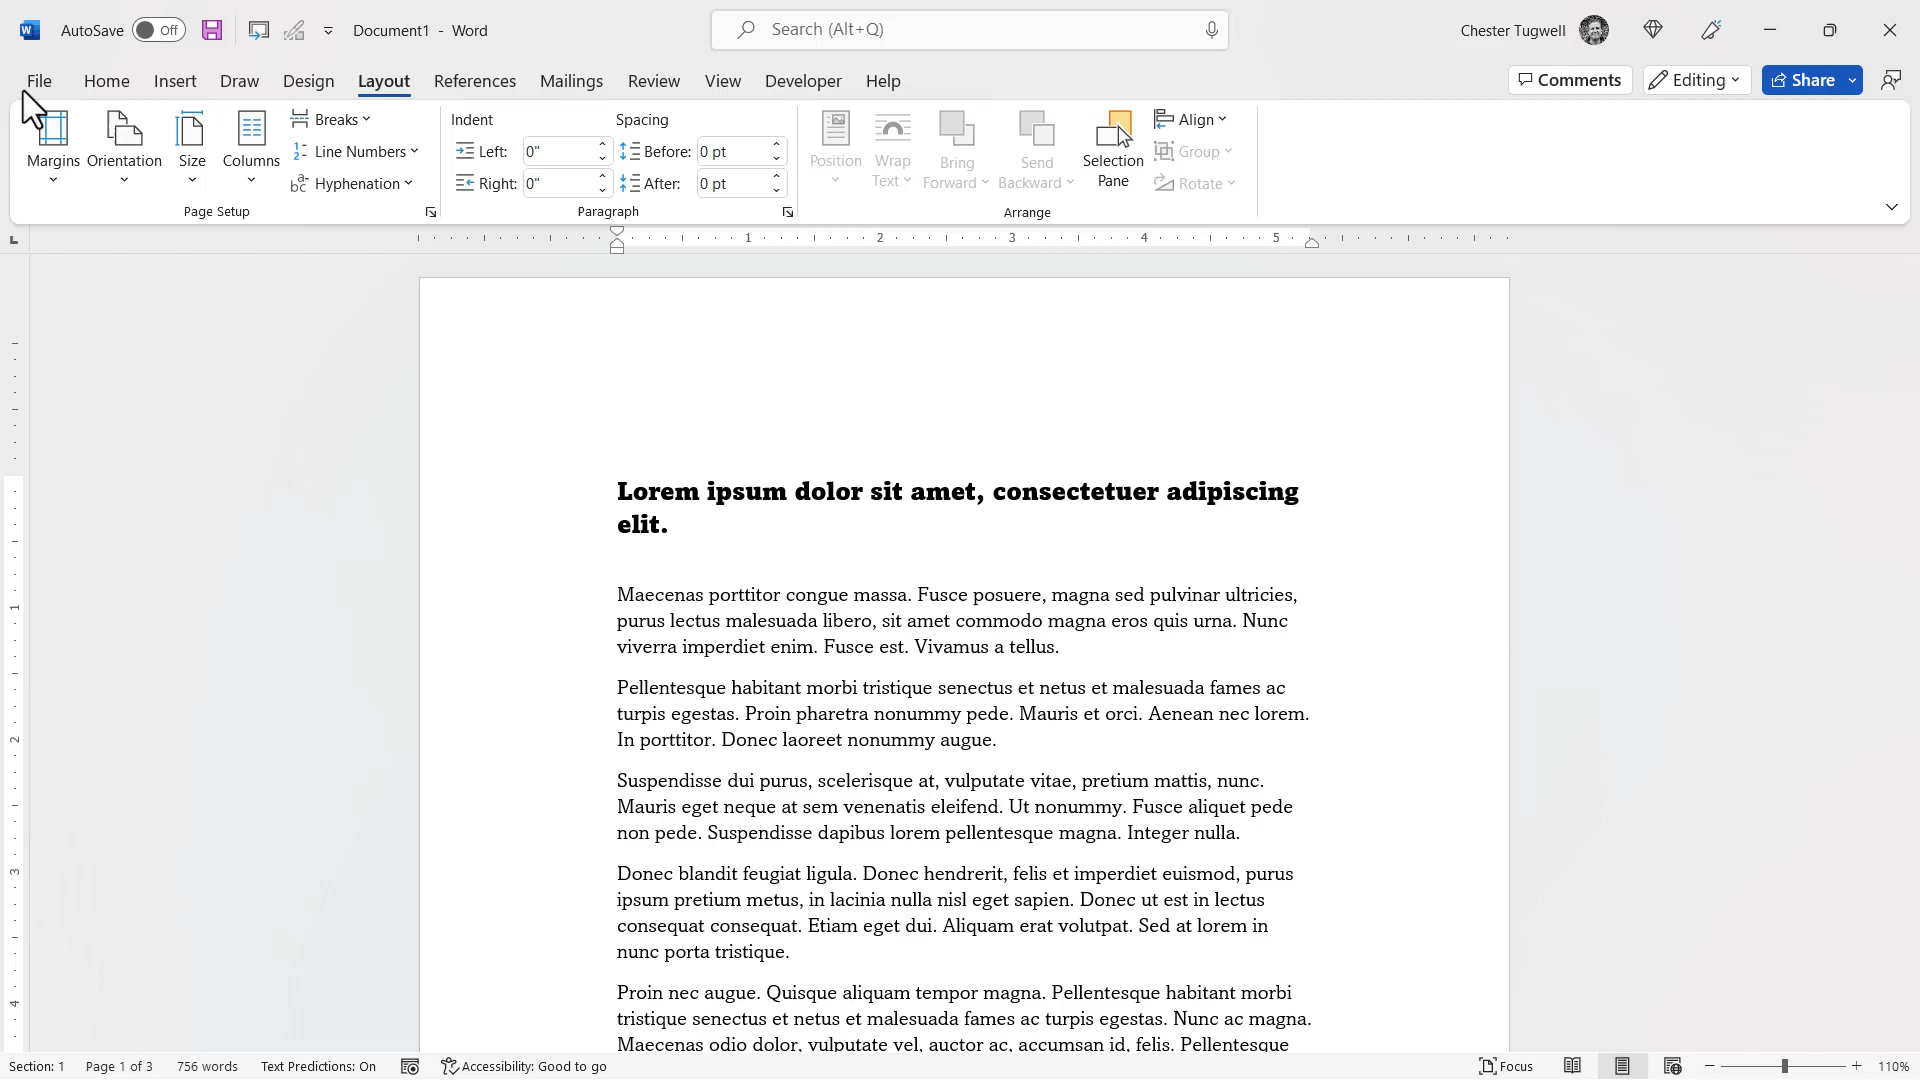 AutoSave Off Document1 - Word Search (Alt+Q) Chester Tugwell
File Home Insert Draw Design Layout References Mailings Review View Developer Help Comments Editing Share
Margins Orientation Size Columns Breaks Indent Spacing Position Wrap Bring Send Selection Align
Line Numbers Left: 0" Before: 0 pt Text Forward Backward Pane Group
Hyphenation Right: 0" After: 0 pt Rotate
Page Setup Paragraph Arrange
1 2 3 4 5
Lorem ipsum dolor sit amet, consectetuer adipiscing
elit.
Maecenas porttitor congue massa. Fusce posuere, magna sed pulvinar ultricies,
purus lectus malesuada libero, sit amet commodo magna eros quis urna. Nunc
viverra imperdiet enim. Fusce est. Vivamus a tellus.
Pellentesque habitant morbi tristique senectus et netus et malesuada fames ac
turpis egestas. Proin pharetra nonummy pede. Mauris et orci. Aenean nec lorem.
In porttitor. Donec laoreet nonummy augue.
Suspendisse dui purus, scelerisque at, vulputate vitae, pretium mattis, nunc.
Mauris eget neque at sem venenatis eleifend. Ut nonummy. Fusce aliquet pede
non pede. Suspendisse dapibus lorem pellentesque magna. Integer nulla.
Donec blandit feugiat ligula. Donec hendrerit, felis et imperdiet euismod, purus
ipsum pretium metus, in lacinia nulla nisl eget sapien. Donec ut est in lectus
consequat consequat. Etiam eget dui. Aliquam erat volutpat. Sed at lorem in
nunc porta tristique.
Proin nec augue. Quisque aliquam tempor magna. Pellentesque habitant morbi
tristique senectus et netus et malesuada fames ac turpis egestas. Nunc ac magna.
Maecenas odio dolor, vulputate vel, auctor ac, accumsan id, felis. Pellentesque
1
2
3
4
Section: 1 Page 1 of 3 756 words Text Predictions: On Accessibility: Good to go Focus 110%